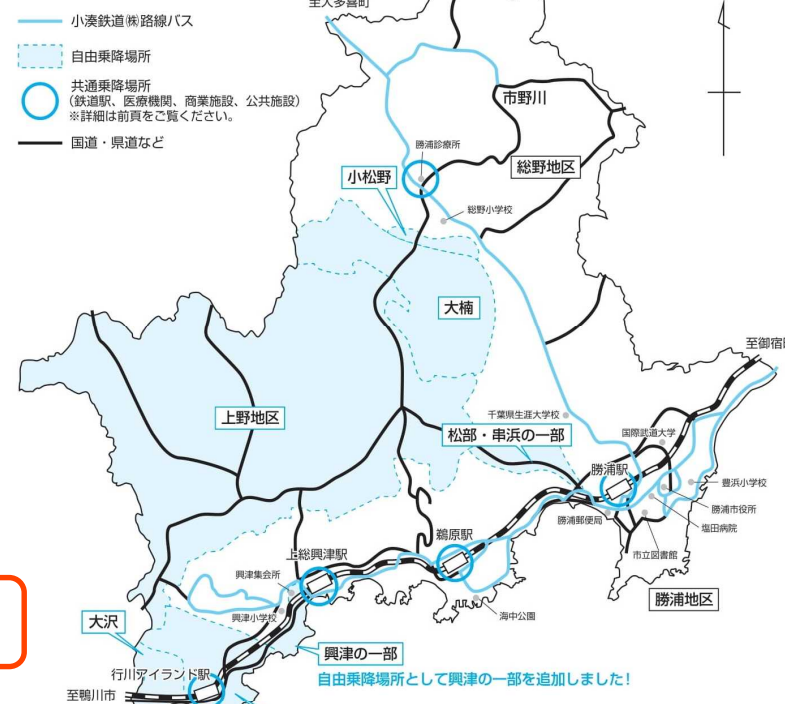 至大多喜町
小湊鉄道㈱路線バス
自由乗降場所
共通乗降場所
(鉄道駅、医療機関、商業施設、公共施設)
※詳細は前頁をご覧ください。
国道・県道など
市野川
勝浦診療所
総野地区
小松野
総野小学校
大楠
至御宿町
上野地区
千葉県生涯大学校
国際武道大学
松部・串浜の一部
勝浦駅
豊浜小学校
勝浦市役所
勝浦郵便局
塩田病院
鵜原駅
市立図書館
上総興津駅
興津集会所
勝浦地区
興津小学校
海中公園
大沢
興津の一部
行川アイランド駅
自由乗降場所として興津の一部を追加しました!
至鴨川市